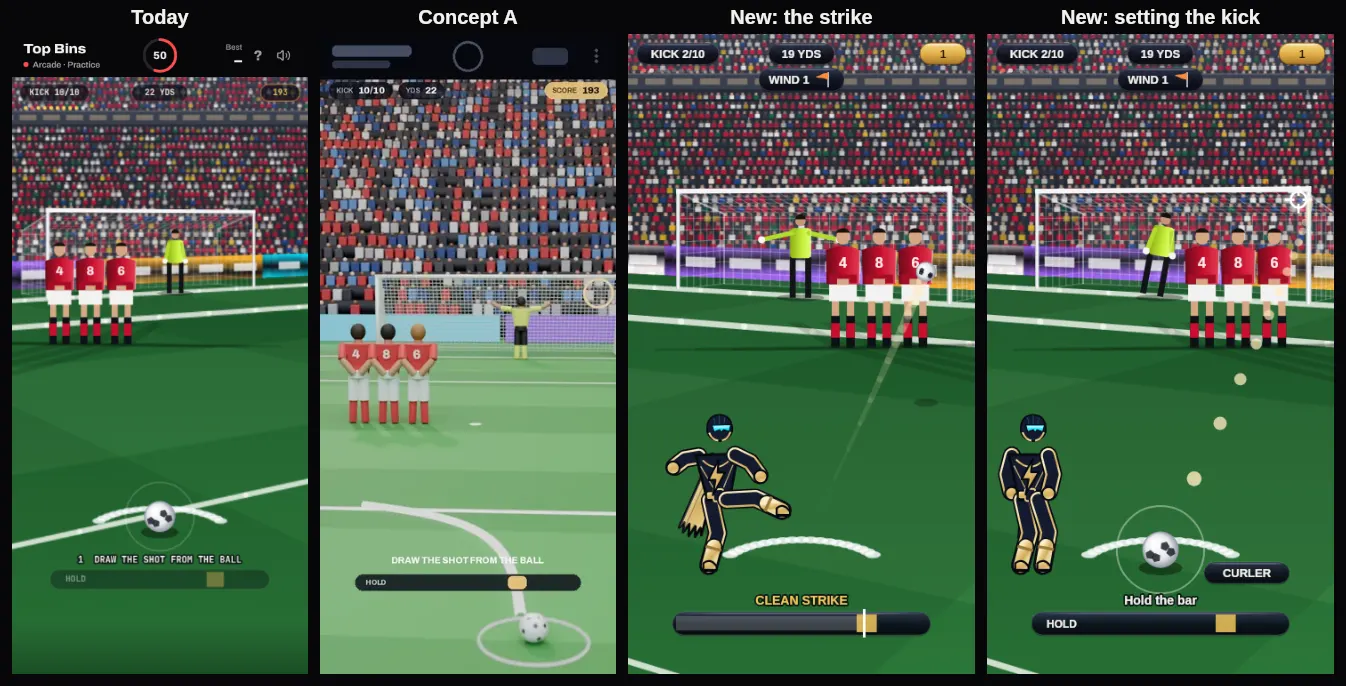 Today
Concept A
New: the strike
New: setting the kick
Top Bins
Arcade · Practice
50
Best
–
?
KICK 10/10
22 YDS
193
4 8 6
1 DRAW THE SHOT FROM THE BALL
HOLD
KICK 10/10
YDS 22
SCORE 193
4 8 6
DRAW THE SHOT FROM THE BALL
HOLD
KICK 2/10
19 YDS
1
WIND 1
4 8 6
CLEAN STRIKE
KICK 2/10
19 YDS
1
WIND 1
4 8 6
CURLER
Hold the bar
HOLD